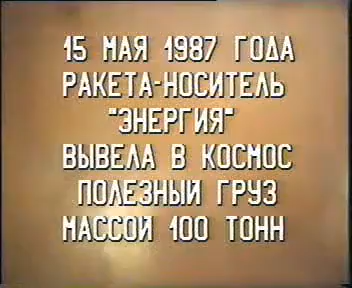 15 МАЯ 1987 ГОДА
РАКЕТА-НОСИТЕЛЬ
"ЭНЕРГИЯ"
ВЫВЕЛА В КОСМОС
ПОЛЕЗНЫЙ ГРУЗ
МАССОЙ 100 ТОНН